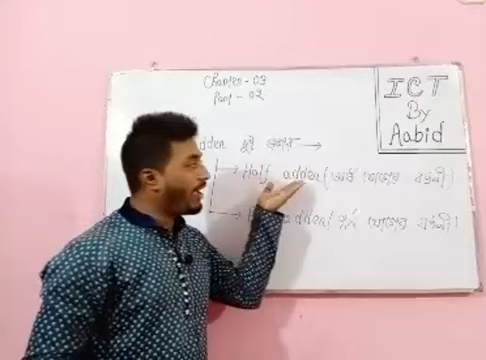 Chapter - 03
Part - 02
ICT
By
Aabid
adder দুই প্রকার →
Half adder (অর্ধ যোগের বর্তনী)
adder ( পূর্ণ যোগের বর্তনী)